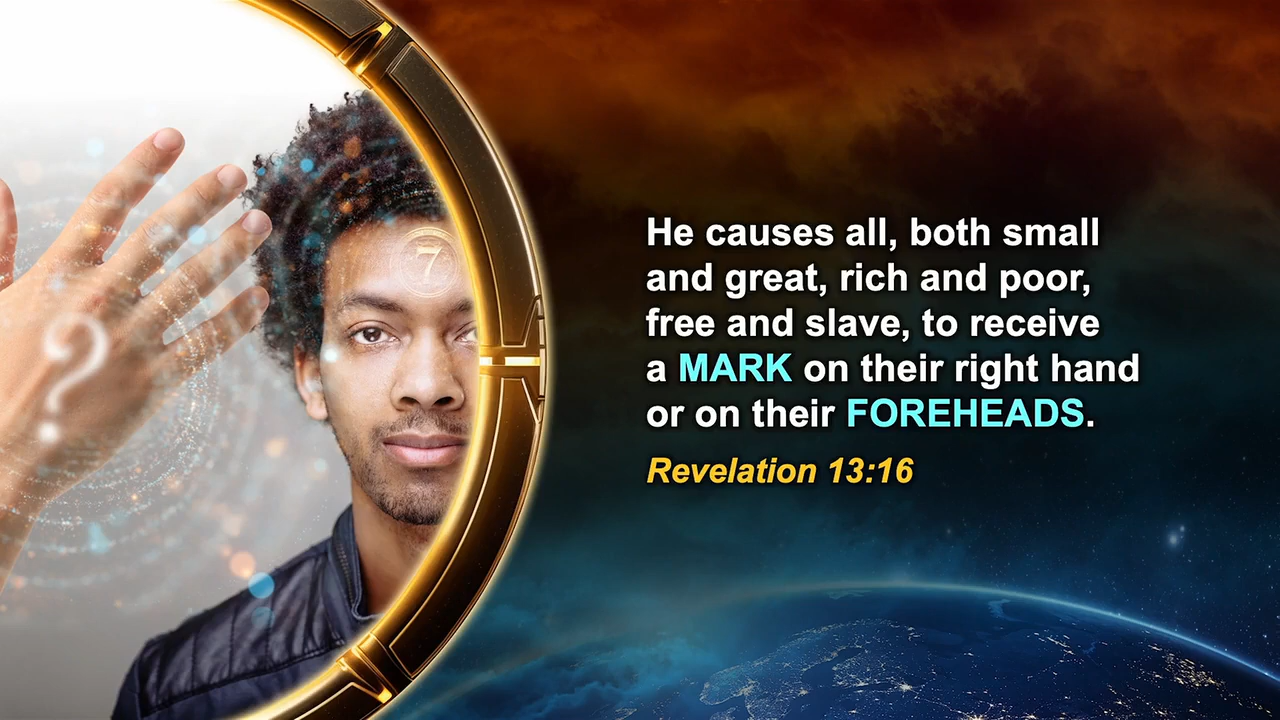 ?
7
He causes all, both small
and great, rich and poor,
free and slave, to receive
a MARK on their right hand
or on their FOREHEADS.
Revelation 13:16